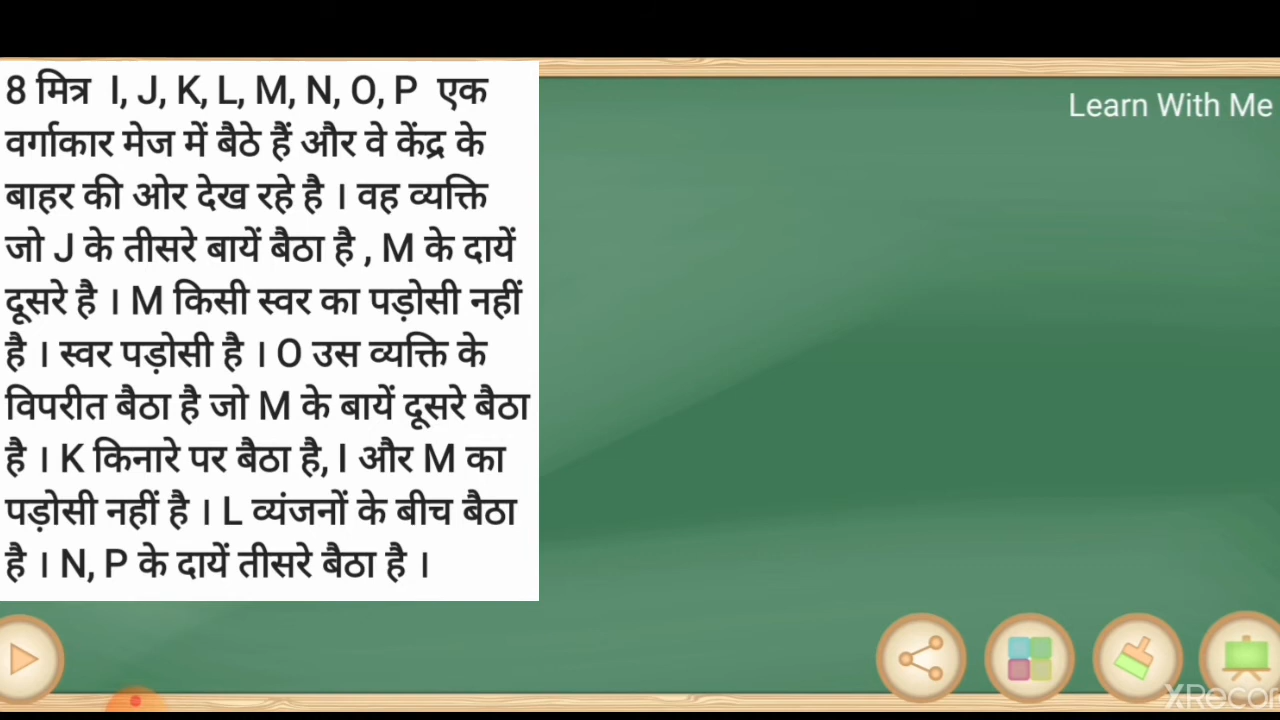 8 मित्र I, J, K, L, M, N, O, P एक
वर्गाकार मेज में बैठे हैं और वे केंद्र के
बाहर की ओर देख रहे है । वह व्यक्ति
जो J के तीसरे बायें बैठा है , M के दायें
दूसरे है । M किसी स्वर का पड़ोसी नहीं
है । स्वर पड़ोसी है । O उस व्यक्ति के
विपरीत बैठा है जो M के बायें दूसरे बैठा
है । K किनारे पर बैठा है, I और M का
पड़ोसी नहीं है । L व्यंजनों के बीच बैठा
है । N, P के दायें तीसरे बैठा है ।
Learn With Me
XRecor